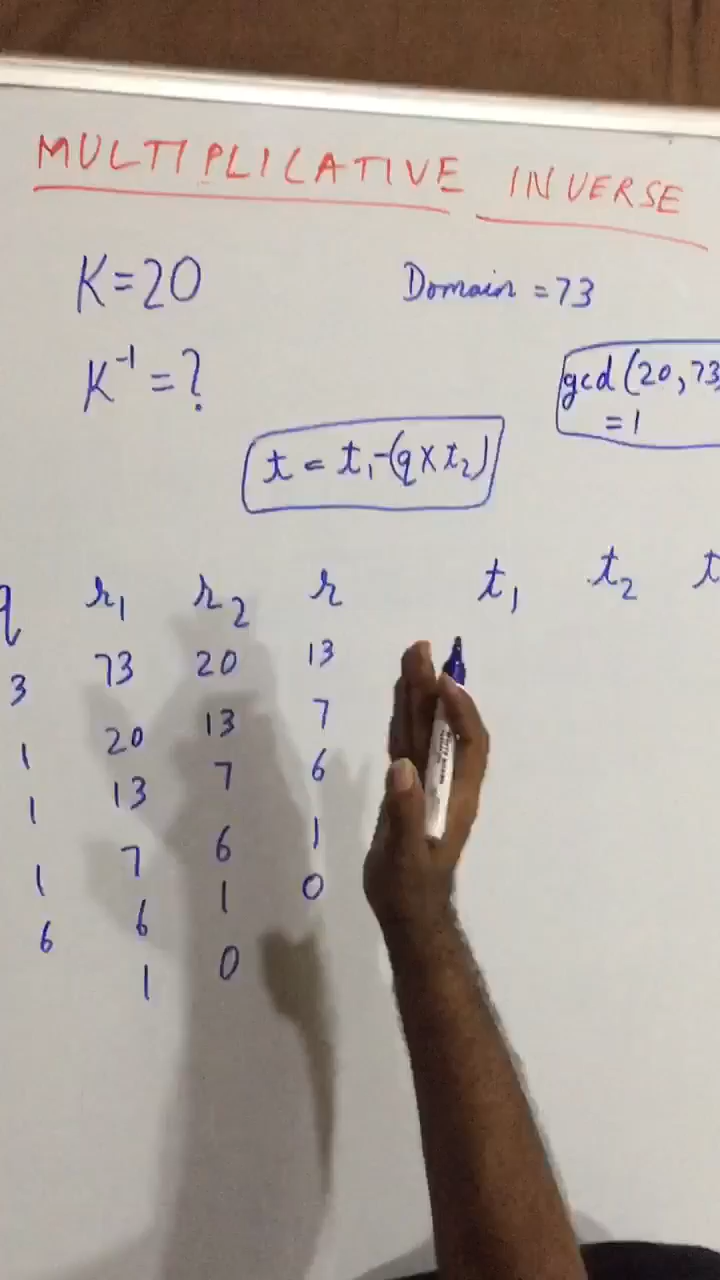 MULTIPLICATIVE INVERSE
K=20 Domain = 73
K⁻¹ = ?
gcd(20,73
=1
t = t₁-(q×t₂)
q r₁ r₂ r t₁ t₂ t
3 73 20 13
1 20 13 7
1 13 7 6
1 7 6 1
6 6 1 0
1 0